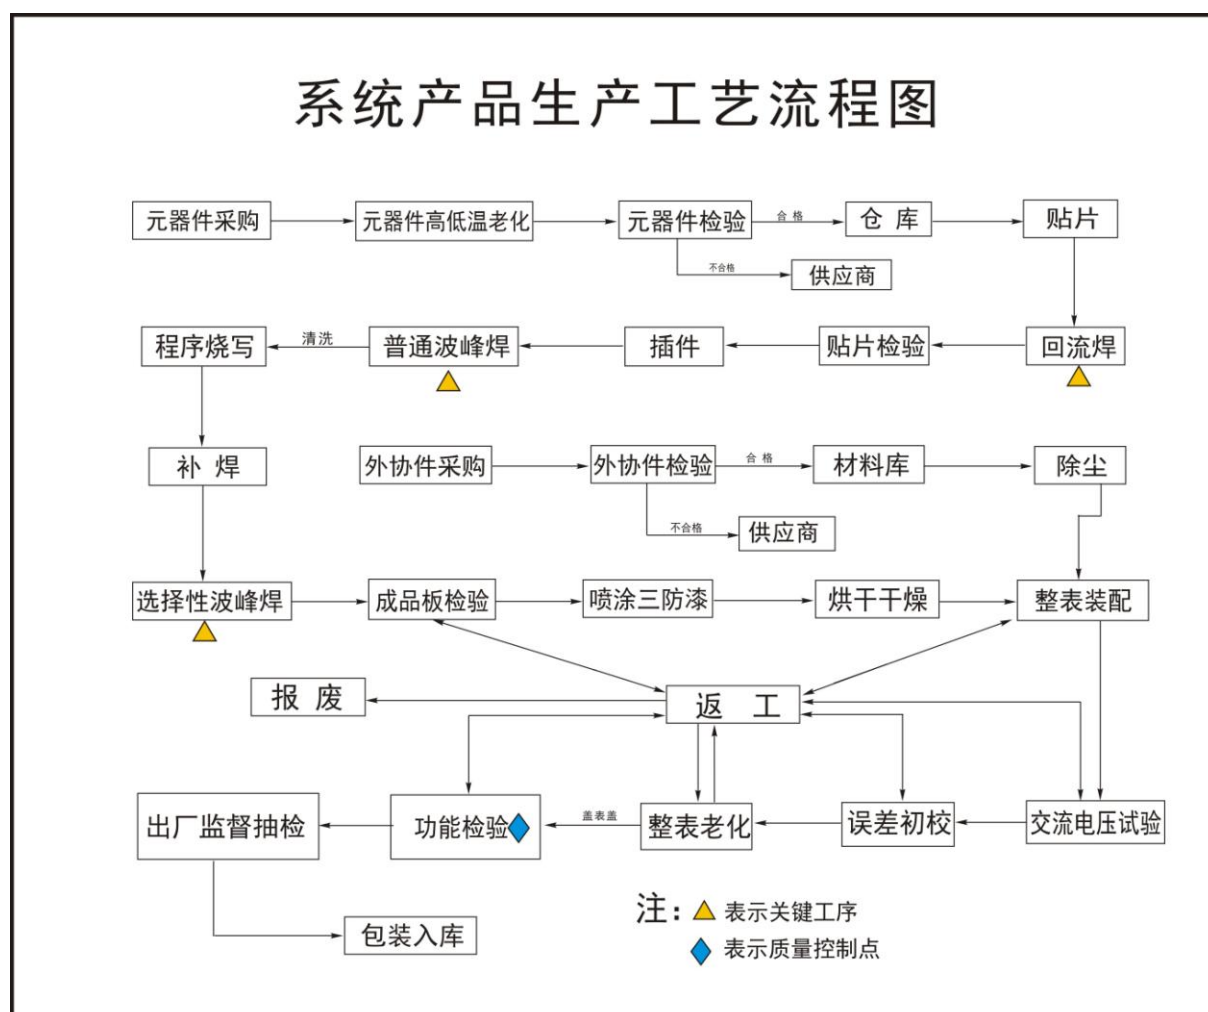 系统产品生产工艺流程图
元器件采购
元器件高低温老化
元器件检验
合格
仓库
贴片
不合格
供应商
程序烧写
清洗
普通波峰焊
插件
贴片检验
回流焊
补焊
外协件采购
外协件检验
合格
材料库
除尘
不合格
供应商
选择性波峰焊
成品板检验
喷涂三防漆
烘干干燥
整表装配
报废
返工
出厂监督抽检
功能检验
盖表盖
整表老化
误差初校
交流电压试验
包装入库
注：
表示关键工序
表示质量控制点